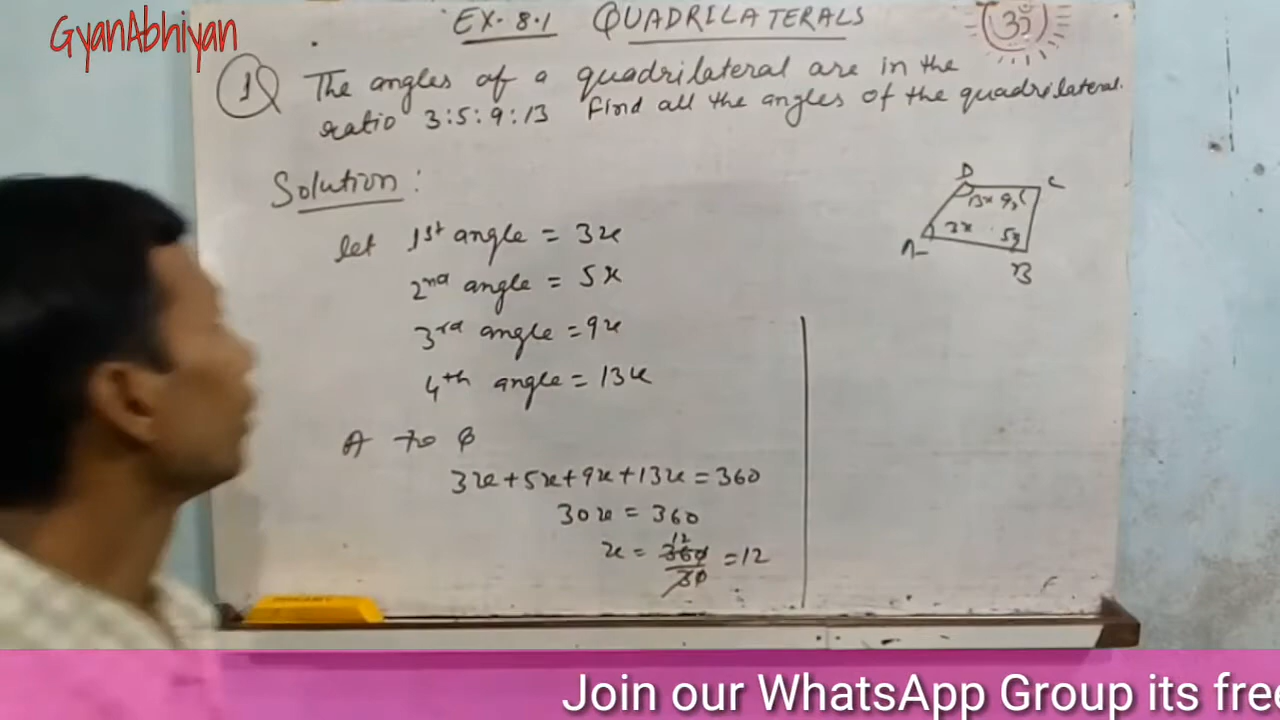 GyanAbhiyan
EX. 8.1 QUADRILATERALS
ॐ
1Q The angles of a quadrilateral are in the
ratio 3:5:9:13 Find all the angles of the quadrilateral.
Solution:
let 1st angle = 3x
2nd angle = 5x
3rd angle = 9x
4th angle = 13x
A to Q
3x+5x+9x+13x=360
30x = 360
12
x = 360/30 = 12
D C
13x 9x
3x 5x
A B
Join our WhatsApp Group its free